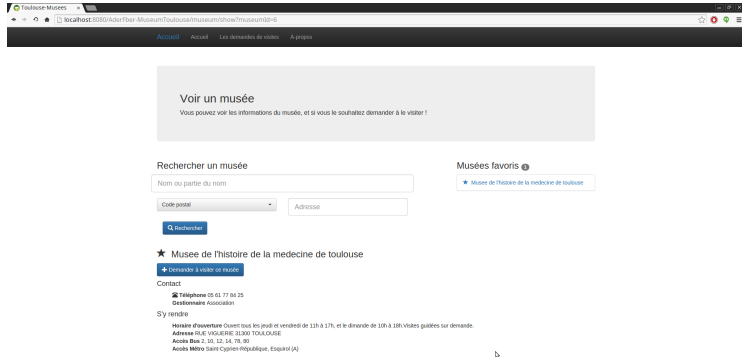 Toulouse-Musees
localhost:8080/AderFber-MuseumToulouse/museum/show?museumId=6
Accueil Accueil Les demandes de visites À propos
Voir un musée
Vous pouvez voir les informations du musée, et si vous le souhaitez demander à le visiter !
Rechercher un musée
Nom ou partie du nom
Code postal Adresse
Rechercher
Musées favoris 1
Musee de l'histoire de la medecine de toulouse
Musee de l'histoire de la medecine de toulouse
Demander à visiter ce musée
Contact
Téléphone 05 61 77 84 25
Gestionnaire Association
S'y rendre
Horaire d'ouverture Ouvert tous les jeudi et vendredi de 11h à 17h, et le dimanche de 10h à 18h.Visites guidées sur demande.
Adresse RUE VIGUERIE 31300 TOULOUSE
Accès Bus 2, 10, 12, 14, 78, 80
Accès Métro Saint-Cyprien-République, Esquirol (A)